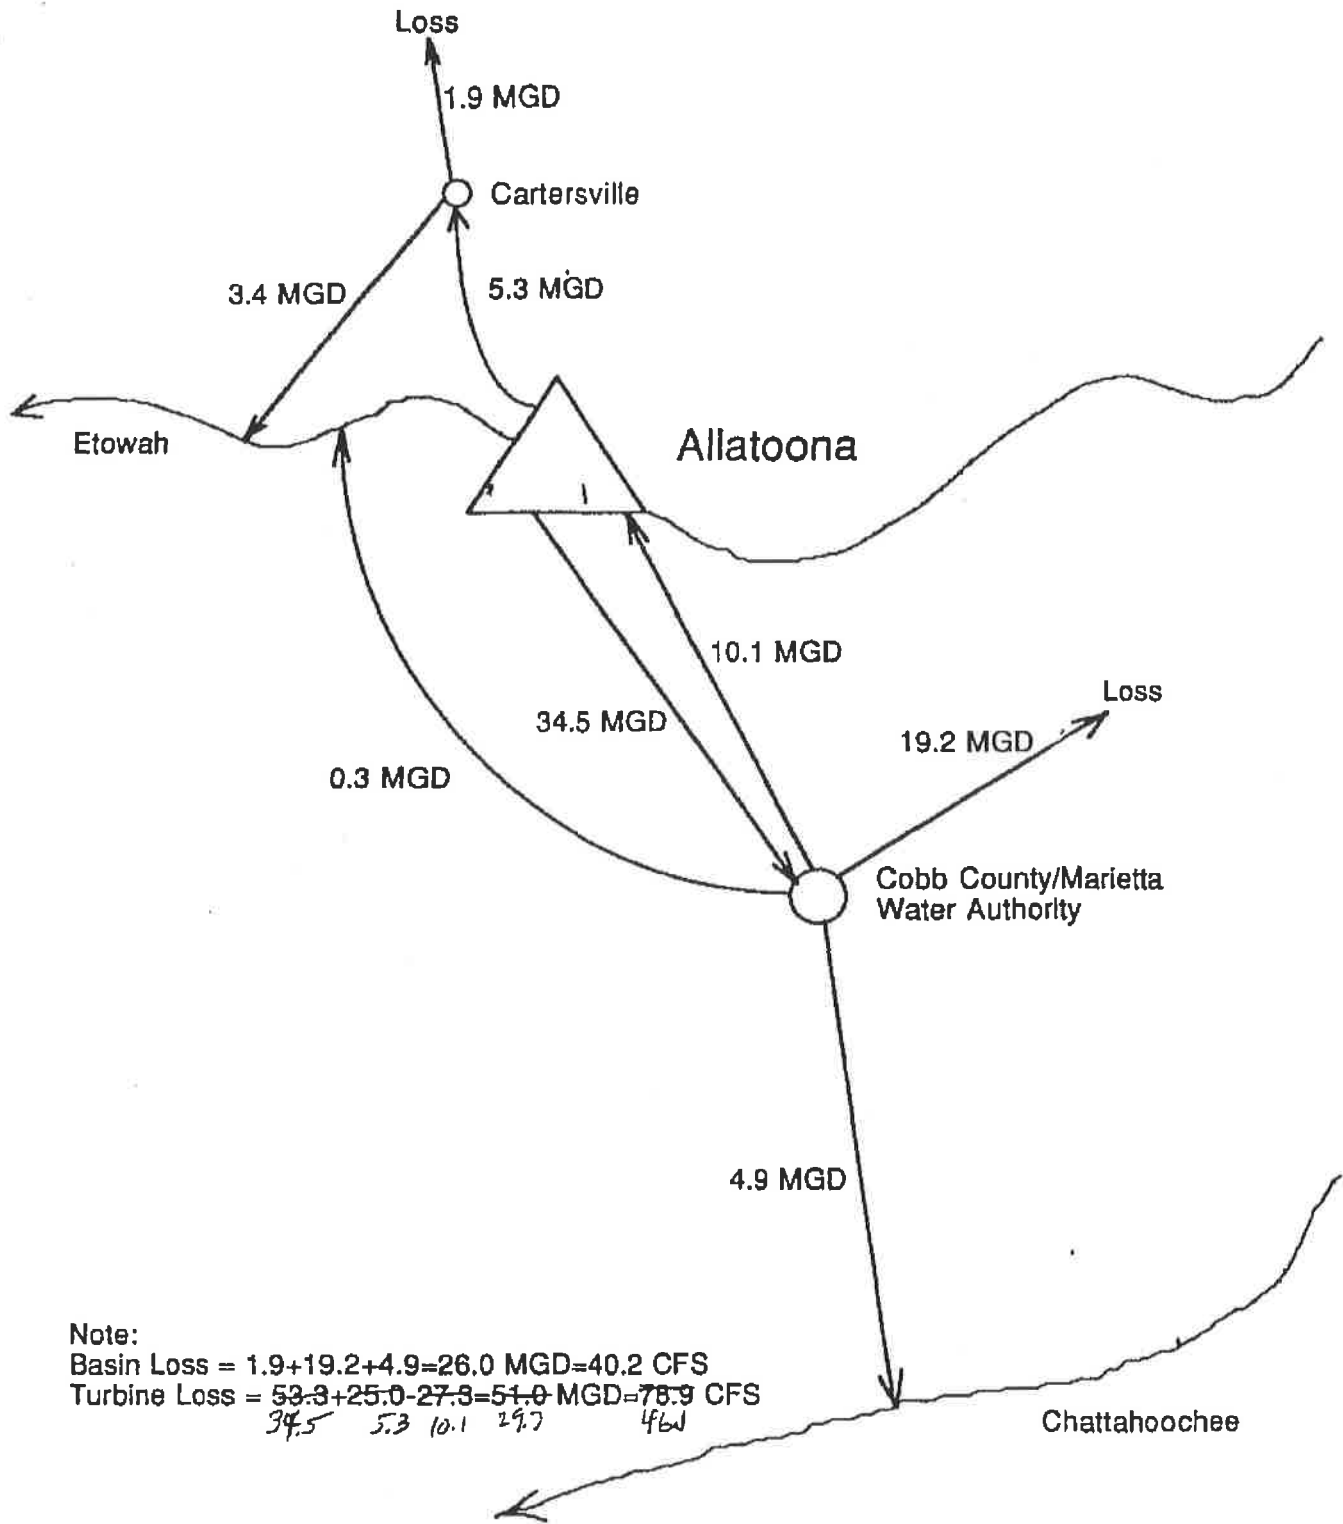 Loss
1.9 MGD
Cartersville
3.4 MGD
5.3 MGD
Etowah
Allatoona
10.1 MGD
Loss
34.5 MGD
19.2 MGD
0.3 MGD
Cobb County/Marietta
Water Authority
4.9 MGD
Note:
Basin Loss = 1.9+19.2+4.9=26.0 MGD=40.2 CFS
Turbine Loss = 53.3+25.0-27.3=51.0 MGD=78.9 CFS
34.5 5.3 10.1 29.7
Chattahoochee